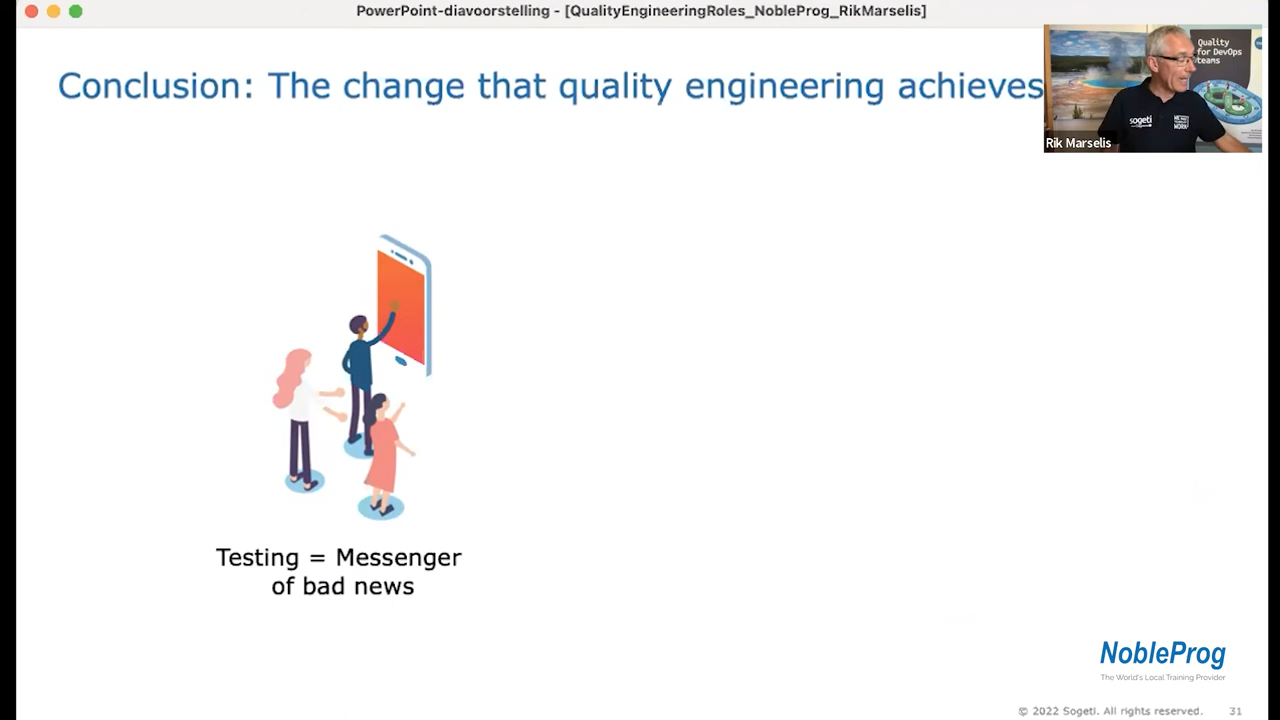 PowerPoint-diavoorstelling - [QualityEngineeringRoles_NobleProg_RikMarselis]
Conclusion: The change that quality engineering achieves
Quality
for DevOps
teams
sogeti
Rik Marselis
Testing = Messenger
of bad news
NobleProg
The World's Local Training Provider
© 2022 Sogeti. All rights reserved. 31